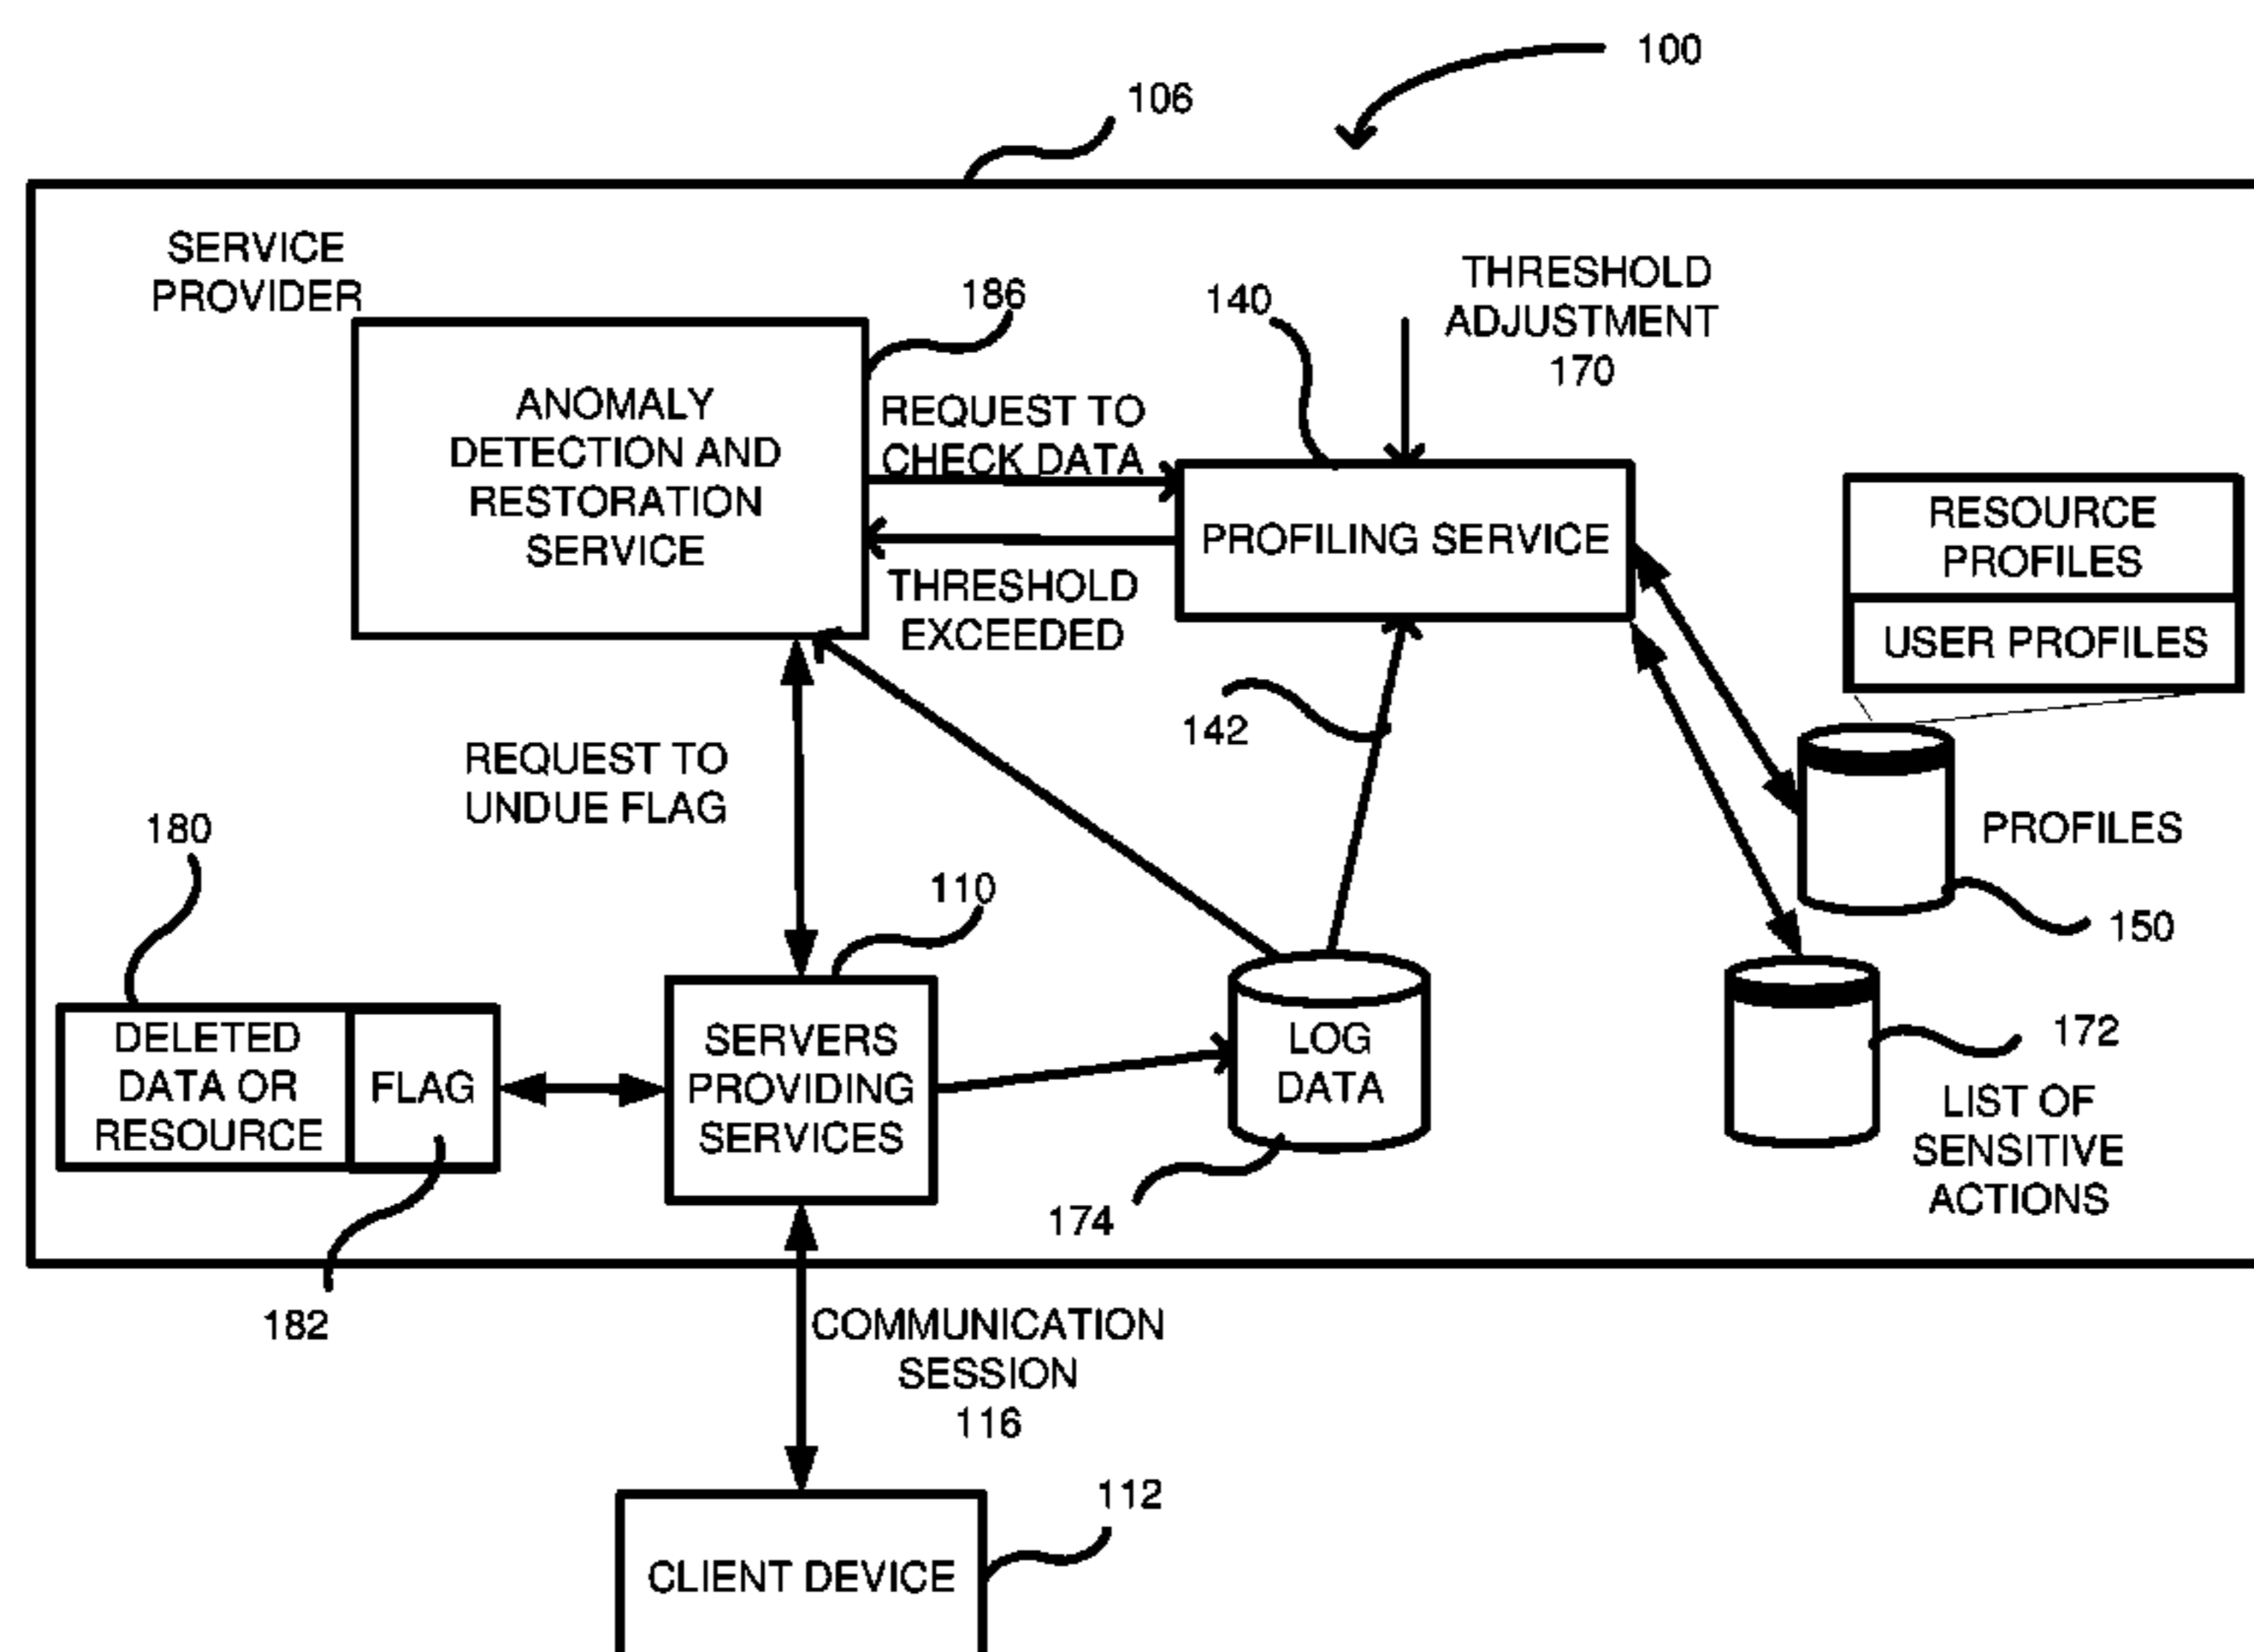 100
106
SERVICE
PROVIDER
186
140
THRESHOLD
ADJUSTMENT
170
ANOMALY
DETECTION AND
RESTORATION
SERVICE
REQUEST TO
CHECK DATA
PROFILING SERVICE
THRESHOLD
EXCEEDED
RESOURCE
PROFILES
USER PROFILES
142
REQUEST TO
UNDUE FLAG
180
110
PROFILES
150
DELETED
DATA OR
RESOURCE
FLAG
SERVERS
PROVIDING
SERVICES
LOG
DATA
172
LIST OF
SENSITIVE
ACTIONS
174
182
COMMUNICATION
SESSION
116
112
CLIENT DEVICE